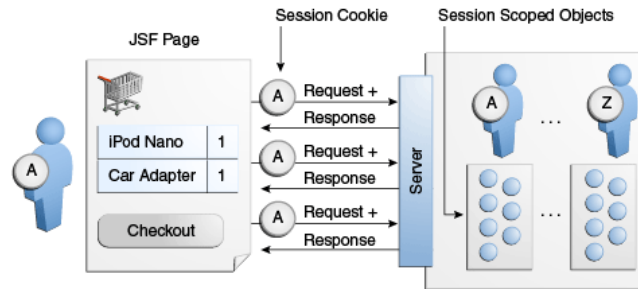 Session Cookie
Session Scoped Objects
JSF Page
A
Request +
Response
A
Z
...
iPod Nano 1
A
Request +
Response
Car Adapter 1
A
Server
...
A
Request +
Response
Checkout